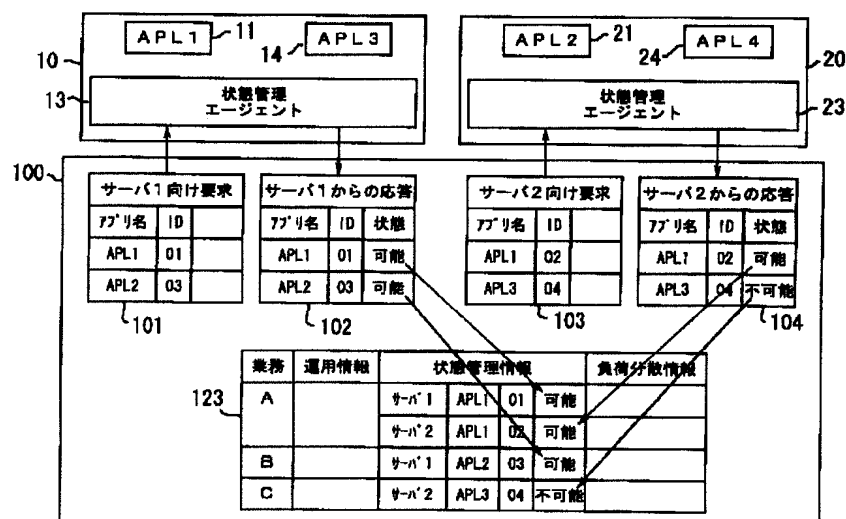 APL1 11
14 APL3
APL2 21
24 APL4
10
20
13
状態管理
エージェント
状態管理
エージェント
23
100
サーバ1向け要求
アプリ名 ID
APL1 01
APL2 03
101
サーバ1からの応答
アプリ名 ID 状態
APL1 01 可能
APL2 03 可能
102
サーバ2向け要求
アプリ名 ID
APL1 02
APL3 04
103
サーバ2からの応答
アプリ名 ID 状態
APL1 02 可能
APL3 04 不可能
104
123
業務 運用情報 状態管理情報 負荷分散情報
A サーバ1 APL1 01 可能
サーバ2 APL1 02 可能
B サーバ1 APL2 03 可能
C サーバ2 APL3 04 不可能